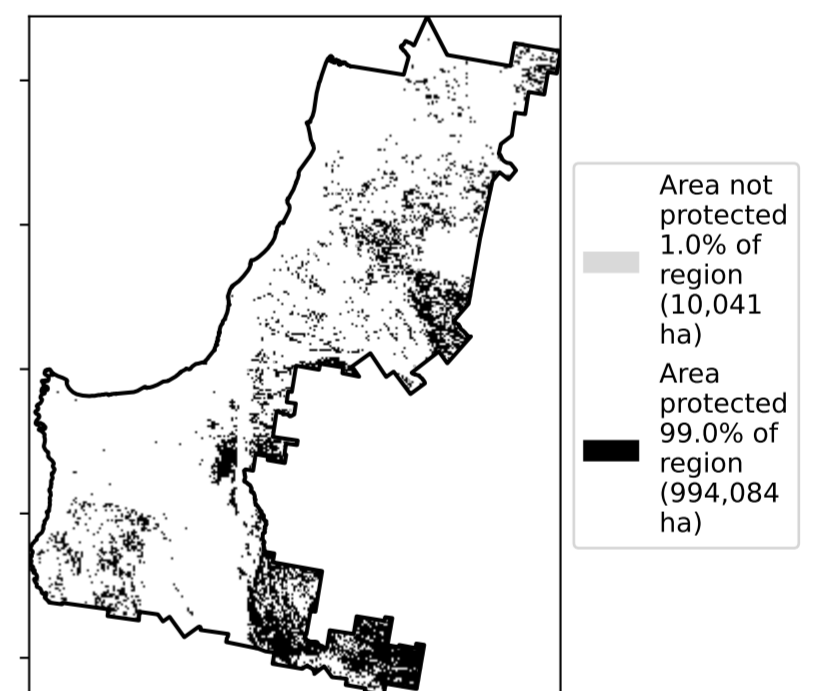 Area not
protected
1.0% of
region
(10,041
ha)
Area
protected
99.0% of
region
(994,084
ha)